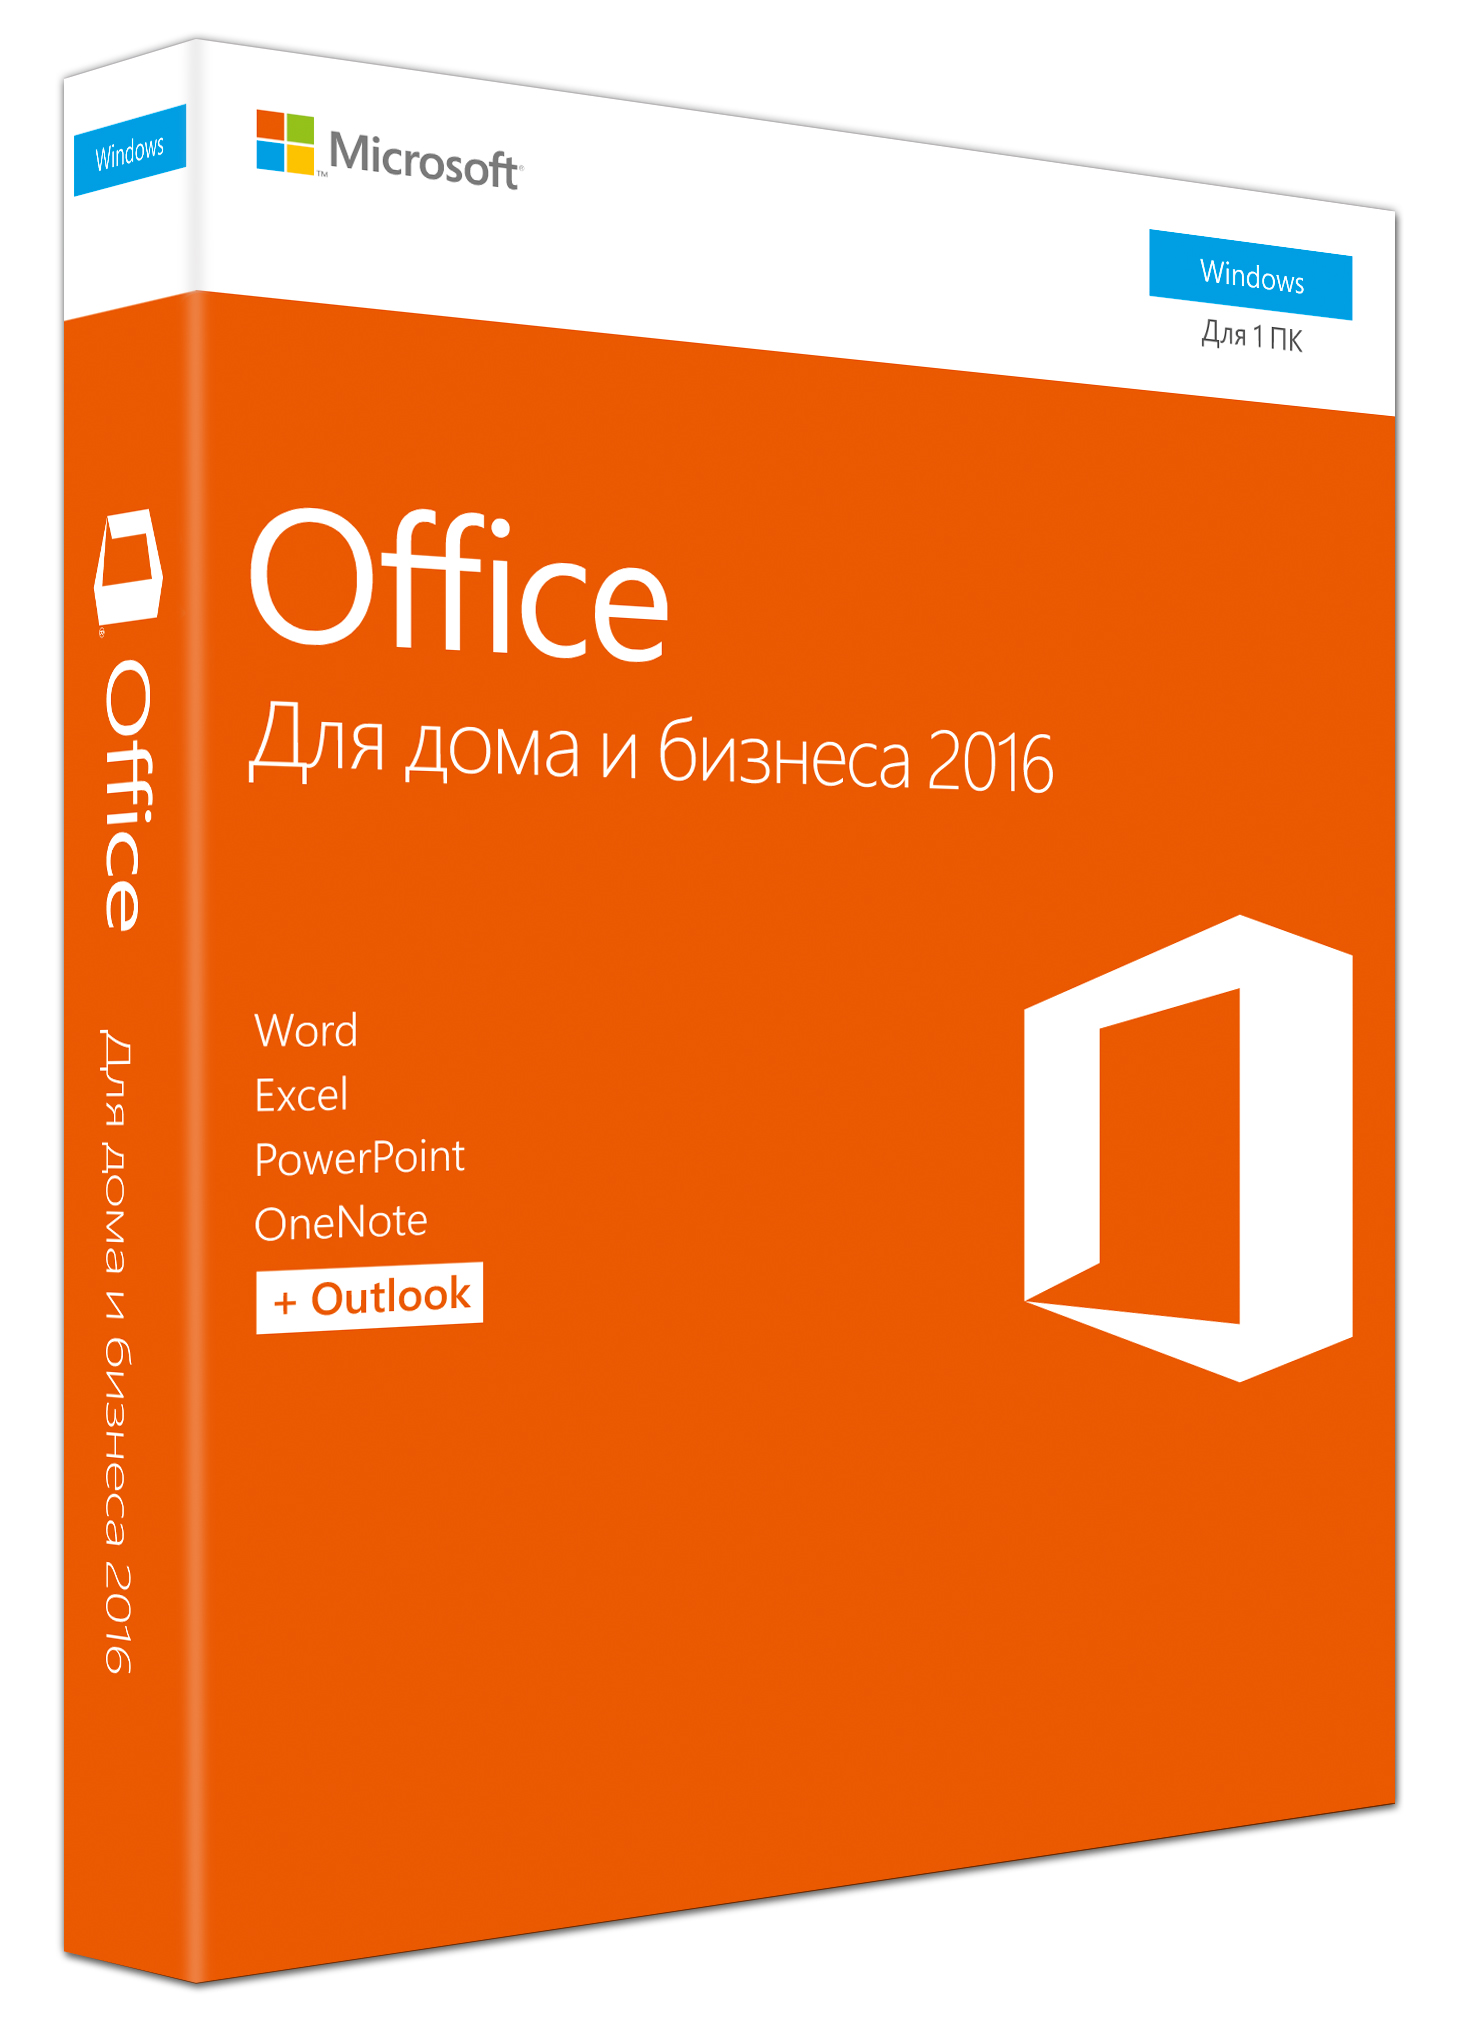 Windows
Office
Для дома и бизнеса 2016
Microsoft
Windows
Для 1 ПК
Office
Для дома и бизнеса 2016
Word
Excel
PowerPoint
OneNote
+ Outlook